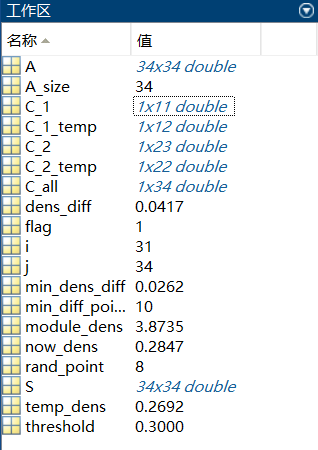 工作区
名称 值
A 34x34 double
A_size 34
C_1 1x11 double
C_1_temp 1x12 double
C_2 1x23 double
C_2_temp 1x22 double
C_all 1x34 double
dens_diff 0.0417
flag 1
i 31
j 34
min_dens_diff 0.0262
min_diff_poi... 10
module_dens 3.8735
now_dens 0.2847
rand_point 8
S 34x34 double
temp_dens 0.2692
threshold 0.3000